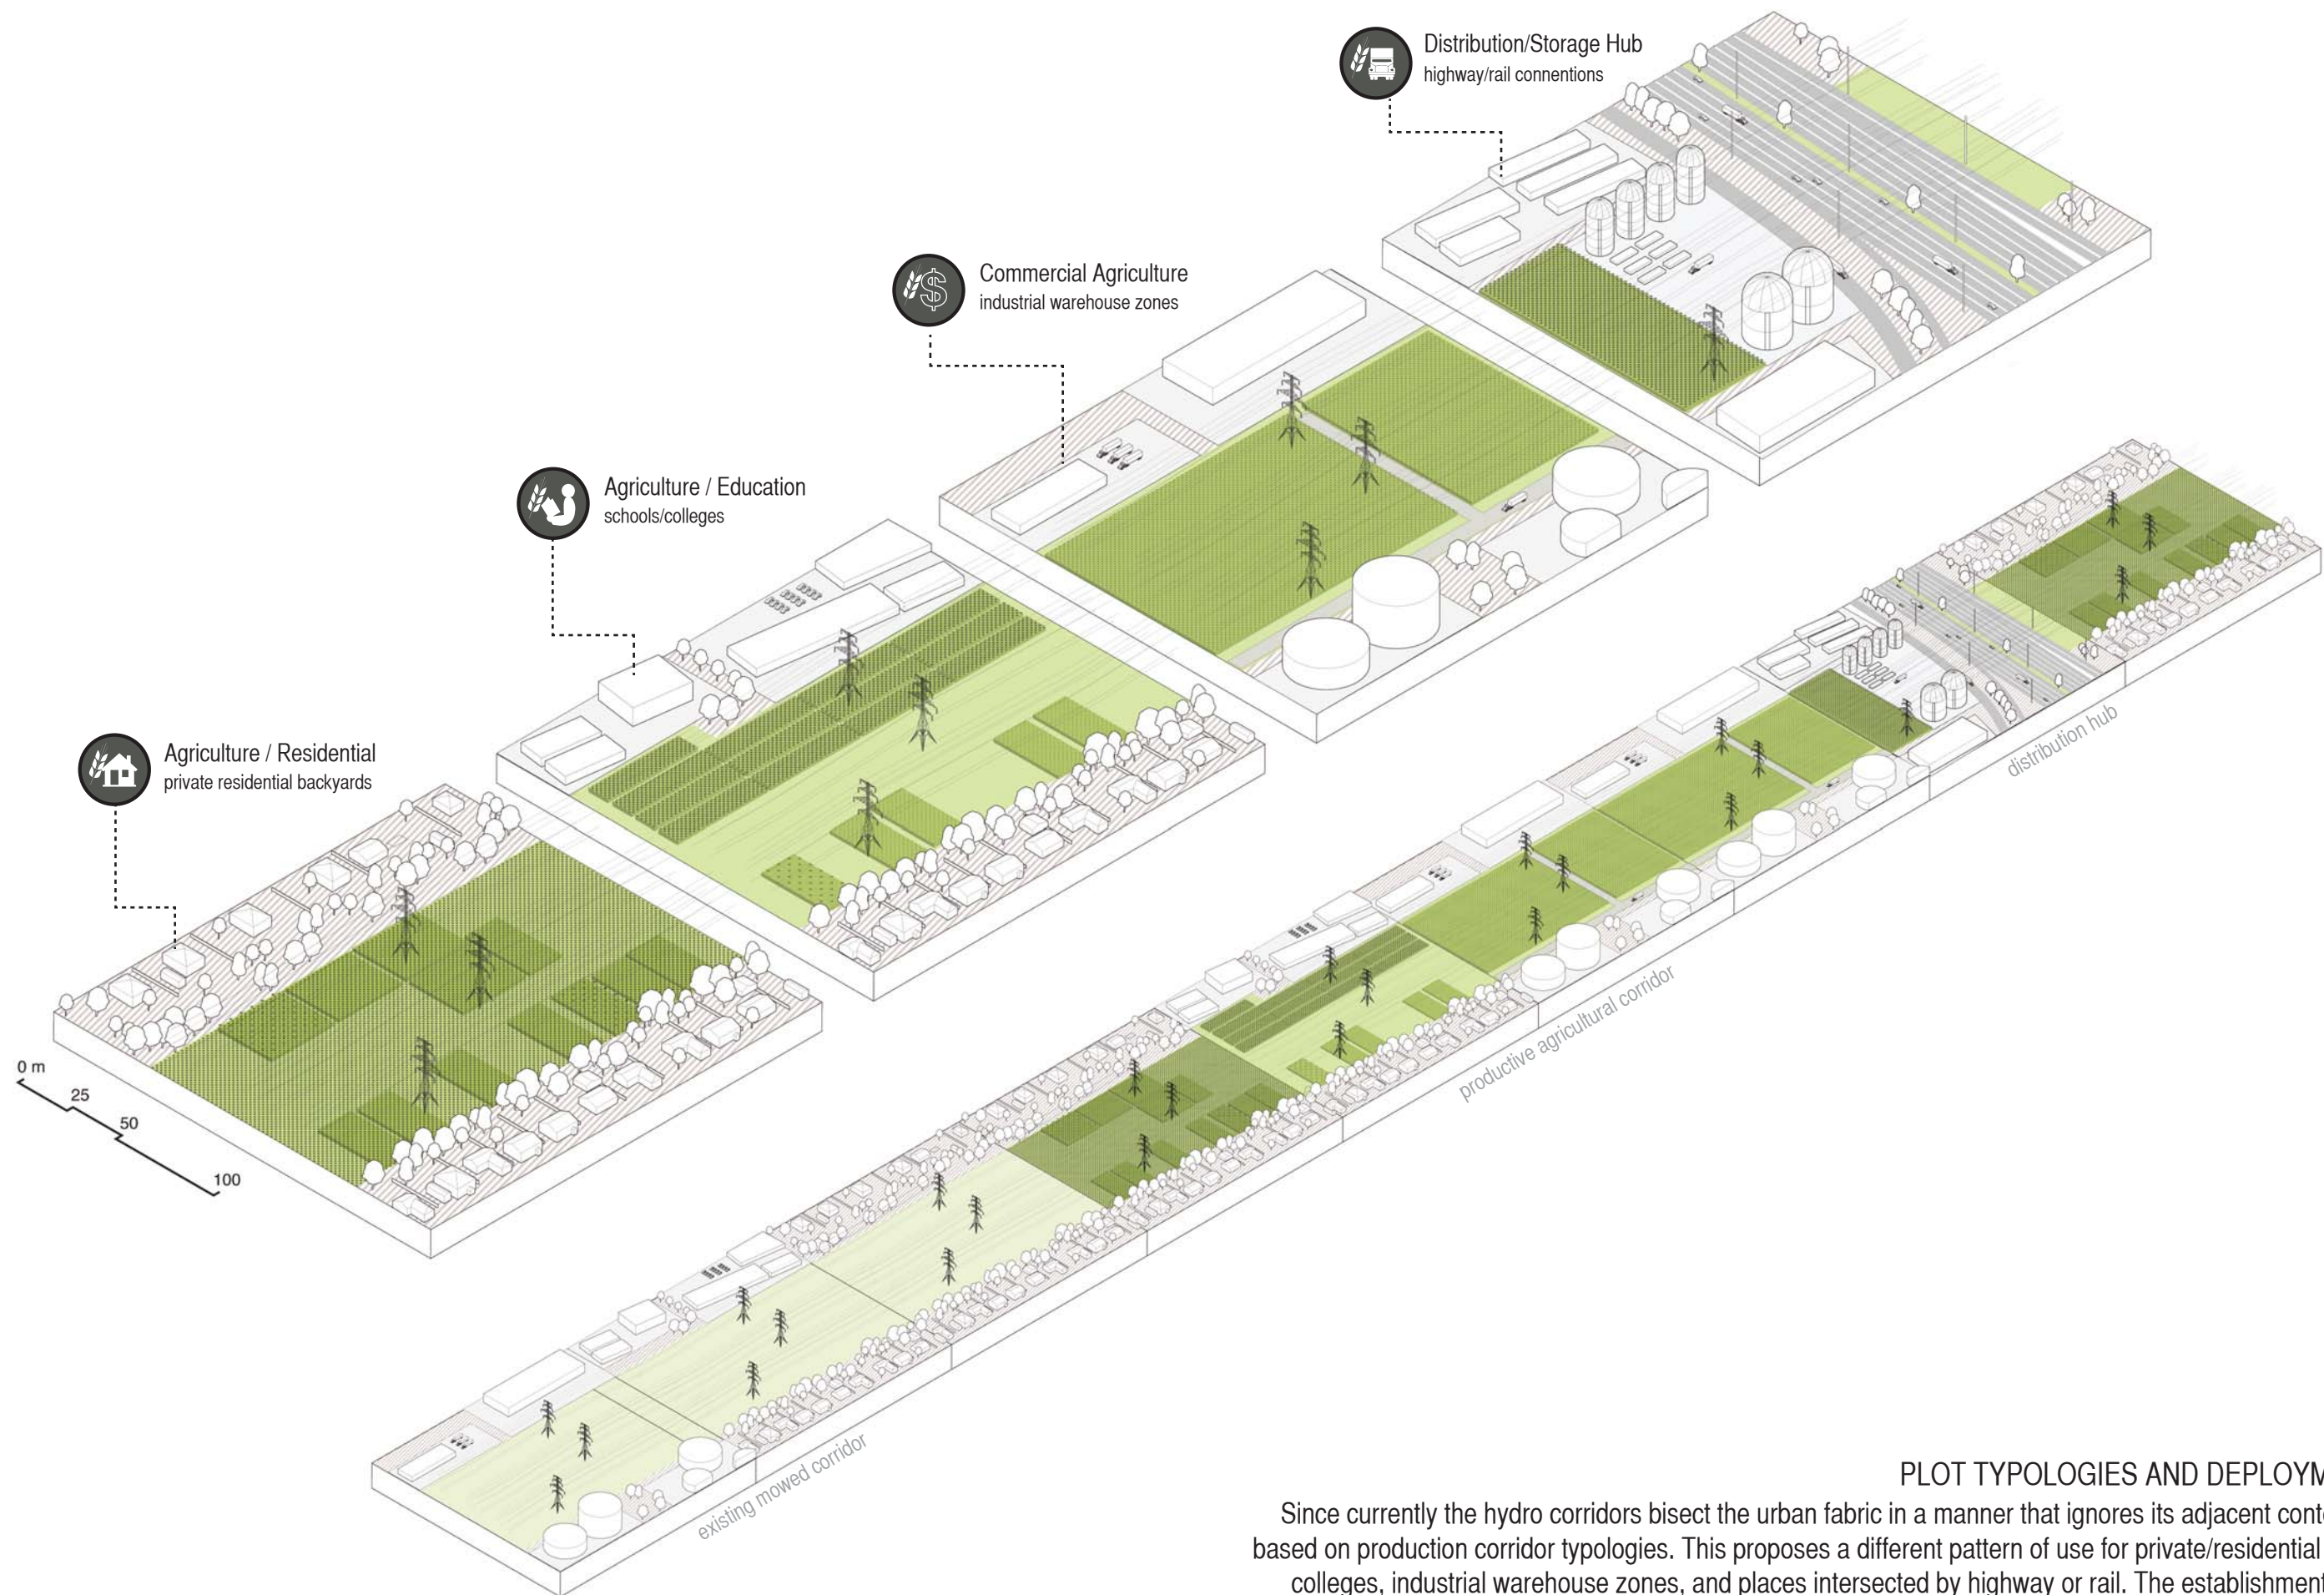 Distribution/Storage Hub
highway/rail connentions
Commercial Agriculture
industrial warehouse zones
Agriculture / Education
schools/colleges
Agriculture / Residential
private residential backyards
0 m
25
50
100
distribution hub
productive agricultural corridor
existing mowed corridor
PLOT TYPOLOGIES AND DEPLOYM
Since currently the hydro corridors bisect the urban fabric in a manner that ignores its adjacent cont
based on production corridor typologies. This proposes a different pattern of use for private/residential
colleges, industrial warehouse zones, and places intersected by highway or rail. The establishment